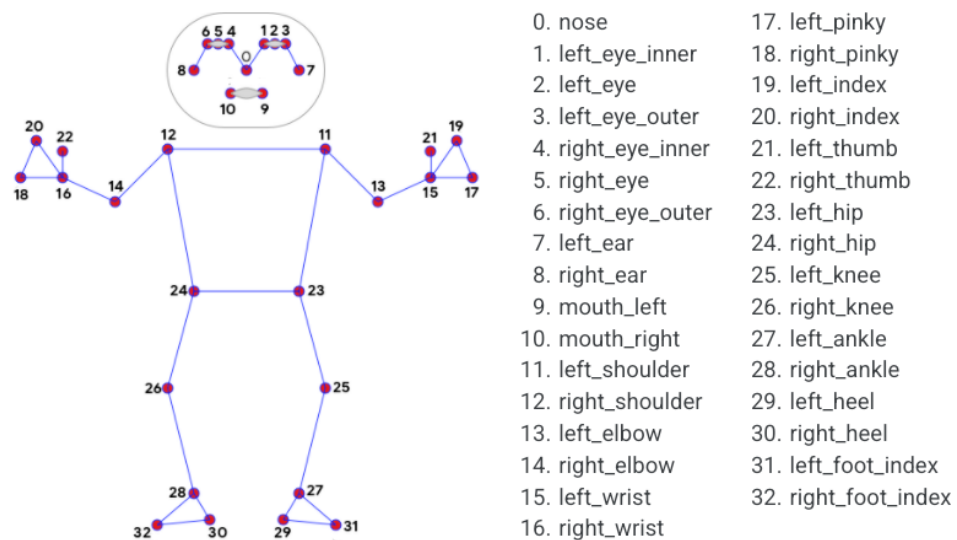 6 5 4 1 2 3
0
8 7
10 9
20 22 12 11 21 19
18 16 14 13 15 17
24 23
26 25
28 27
32 30 29 31
0. nose
1. left_eye_inner
2. left_eye
3. left_eye_outer
4. right_eye_inner
5. right_eye
6. right_eye_outer
7. left_ear
8. right_ear
9. mouth_left
10. mouth_right
11. left_shoulder
12. right_shoulder
13. left_elbow
14. right_elbow
15. left_wrist
16. right_wrist
17. left_pinky
18. right_pinky
19. left_index
20. right_index
21. left_thumb
22. right_thumb
23. left_hip
24. right_hip
25. left_knee
26. right_knee
27. left_ankle
28. right_ankle
29. left_heel
30. right_heel
31. left_foot_index
32. right_foot_index